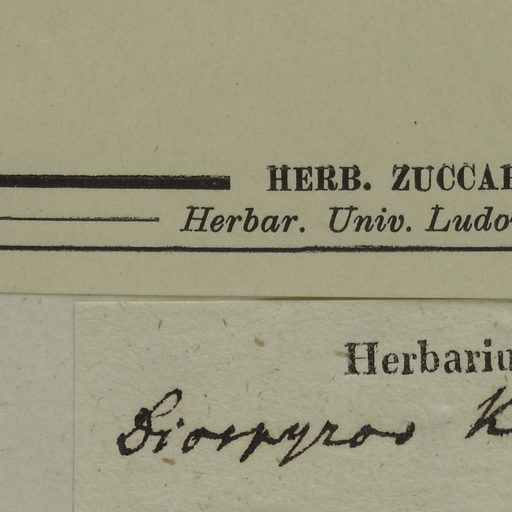 HERB. ZUCCAR
Herbar. Univ. Ludo
Herbariu
Diospyros K